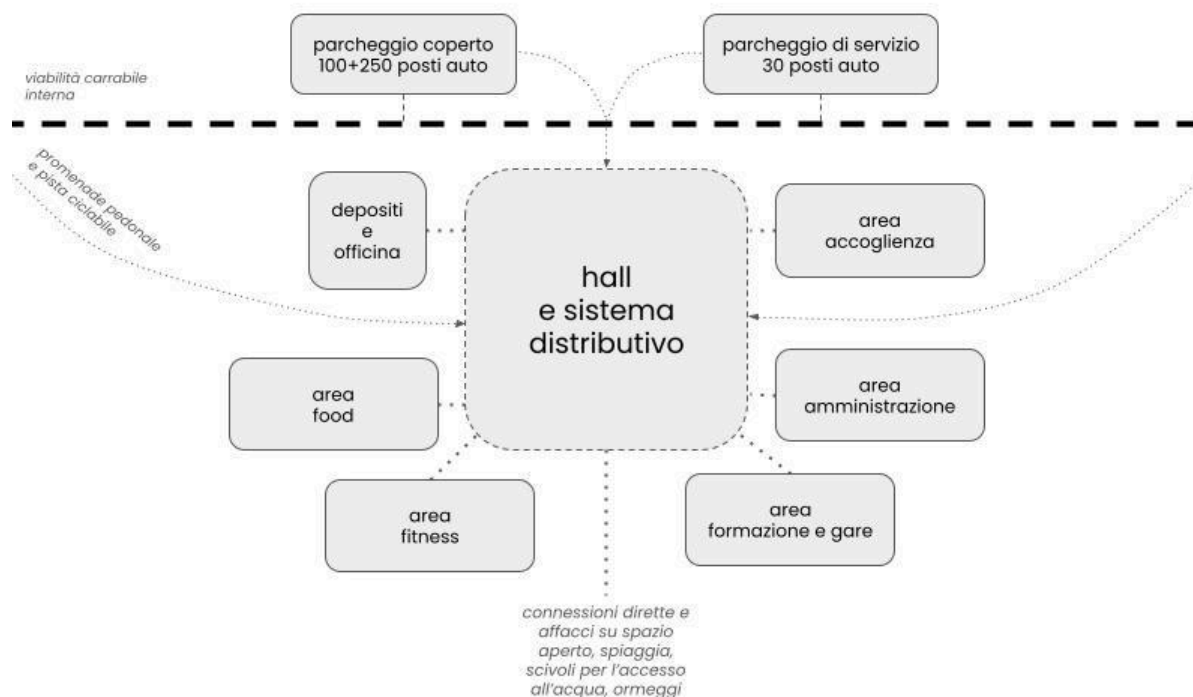 parcheggio coperto
100+250 posti auto
parcheggio di servizio
30 posti auto
viabilità carrabile
interna
promenade pedonale
e pista ciclabile
depositi
e
officina
hall
e sistema
distributivo
area
accoglienza
area
food
area
amministrazione
area
fitness
area
formazione e gare
connessioni dirette e
affacci su spazio
aperto, spiaggia,
scivoli per l'accesso
all'acqua, ormeggi